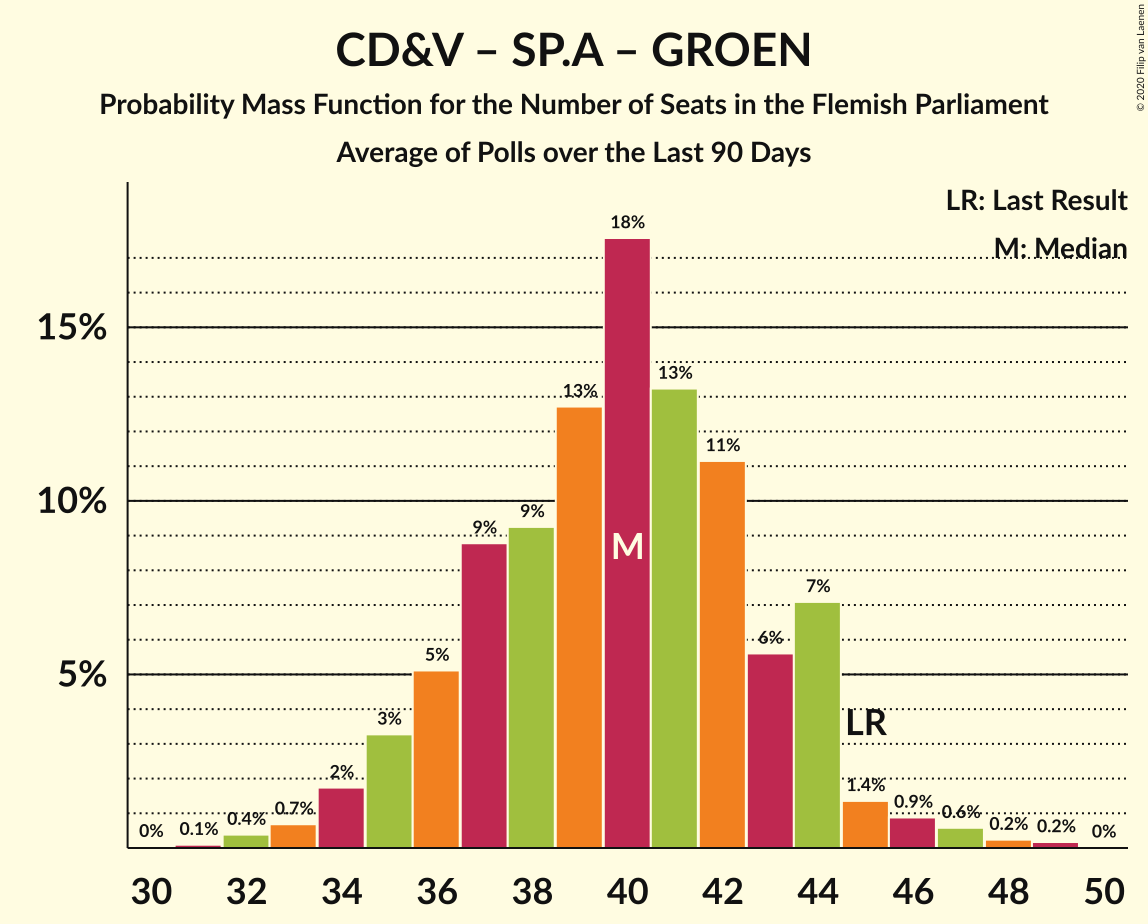 CD&V – SP.A – GROEN
Probability Mass Function for the Number of Seats in the Flemish Parliament
Average of Polls over the Last 90 Days
© 2020 Filip van Laenen
LR: Last Result
M: Median
15%
10%
5%
0%
0.1%
0.4%
0.7%
2%
3%
5%
9%
9%
13%
18%
13%
11%
6%
7%
1.4%
0.9%
0.6%
0.2%
0.2%
0%
M
LR
30 32 34 36 38 40 42 44 46 48 50